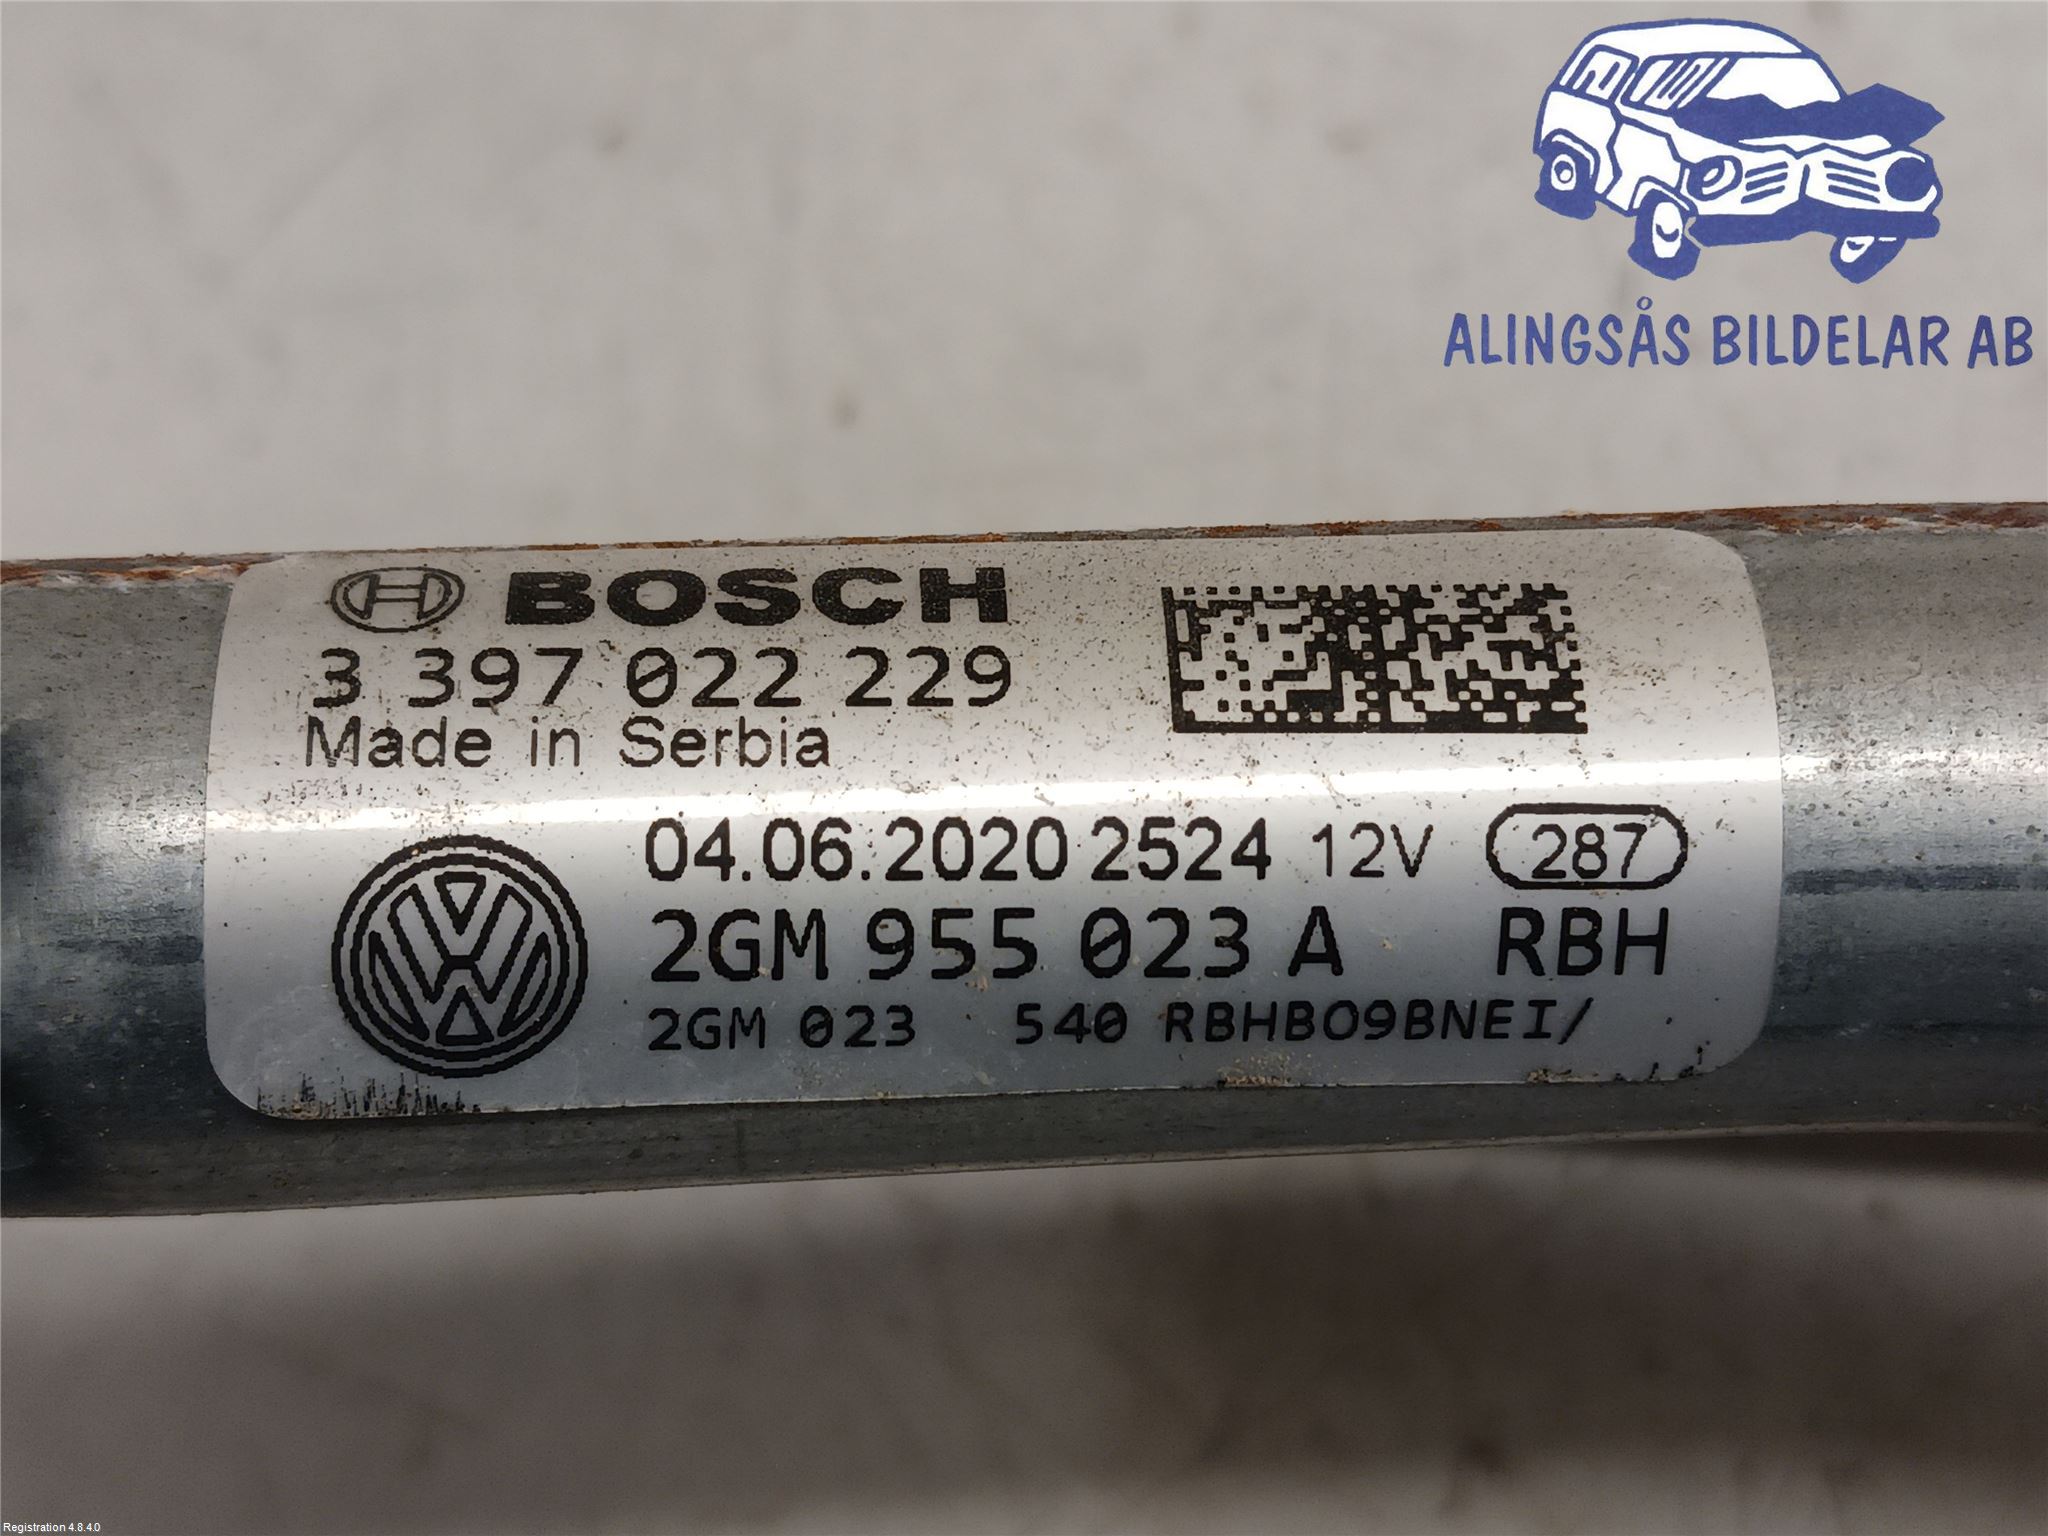 ALINGSÅS BILDELAR AB
BOSCH
3 397 022 229
Made in Serbia
04.06.2020 2524 12V 287
2GM 955 023 A RBH
2GM 023 540 RBHB09BNEI/
Registration 4.8.4.0